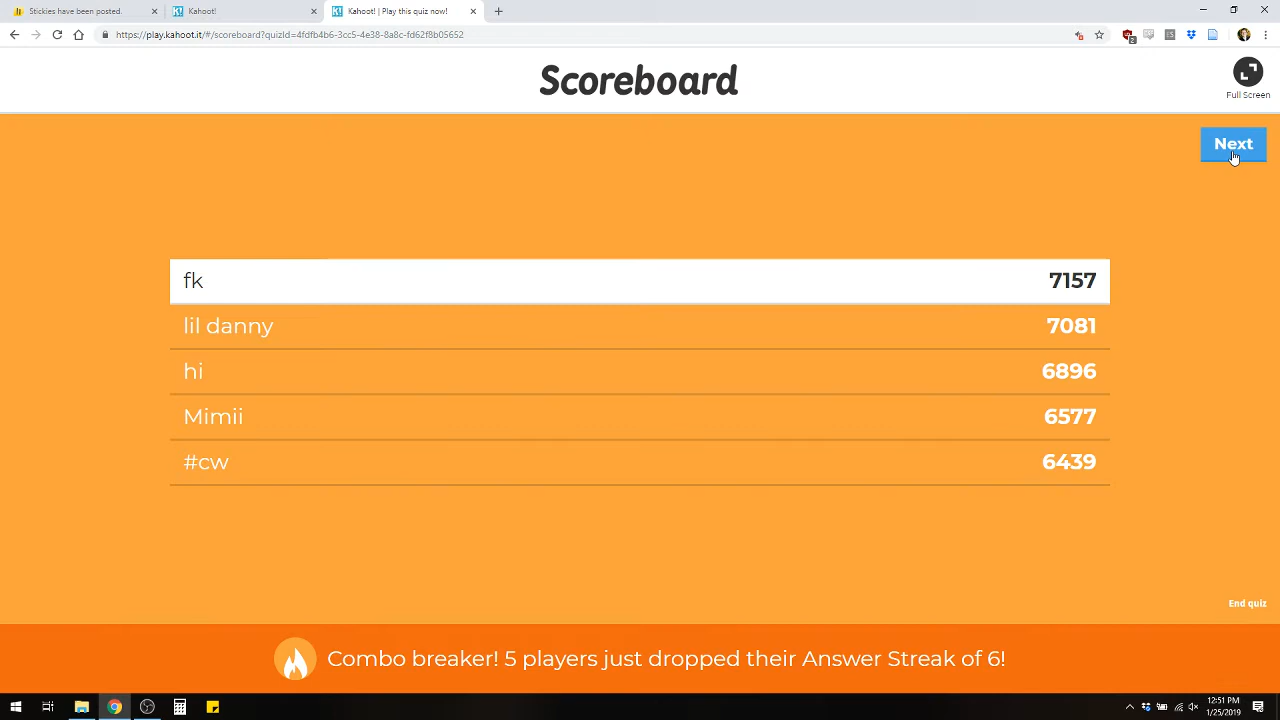 Stickies have been posted.
K! Kahoot!
K! Kahoot! | Play this quiz now!
https://play.kahoot.it/#/scoreboard?quizId=4fdfb4b6-3cc5-4e38-8a8c-fd62f8b05652
Scoreboard
Full Screen
Next
fk 7157
lil danny 7081
hi 6896
Mimii 6577
#cw 6439
End quiz
Combo breaker! 5 players just dropped their Answer Streak of 6!
12:51 PM
1/25/2019